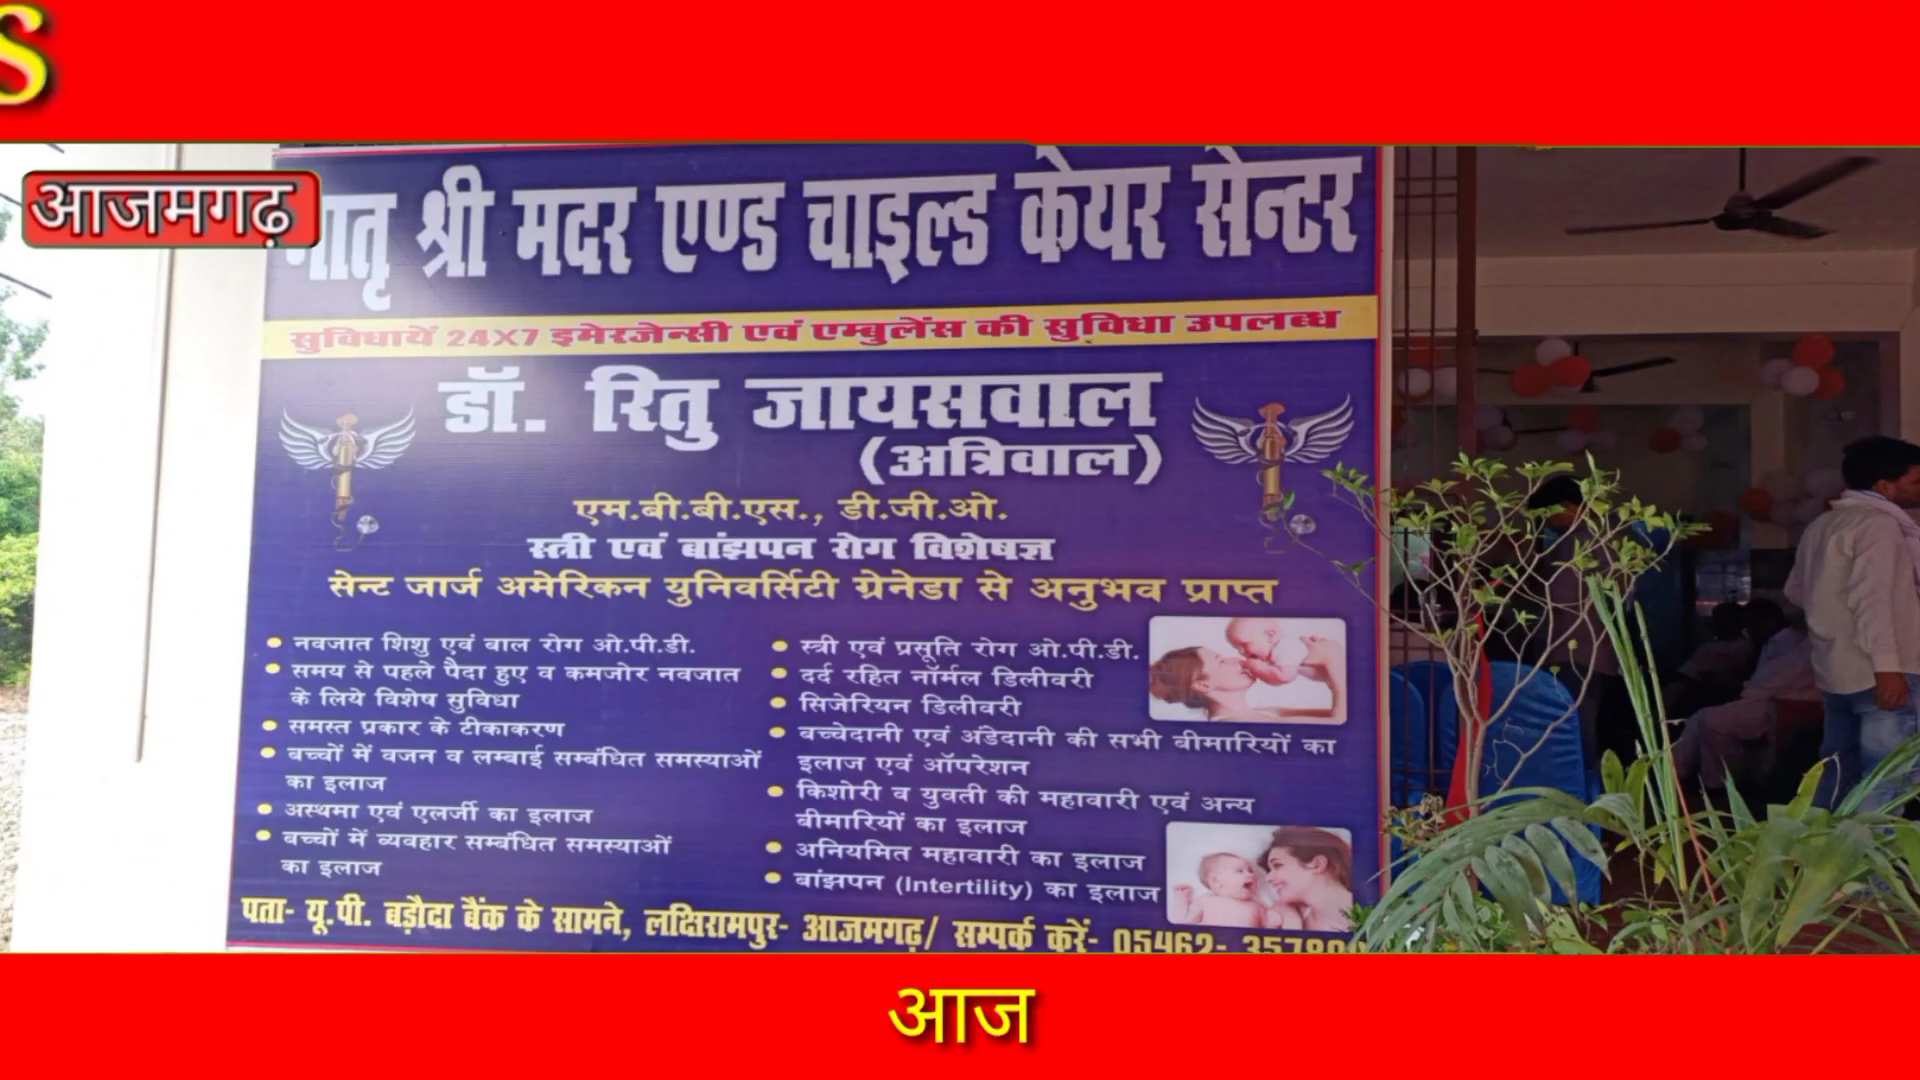 S
आजमगढ़
मातृ श्री मदर एण्ड चाइल्ड केयर सेन्टर
सुविधायें 24X7 इमेरजेन्सी एवं एम्बुलेंस की सुविधा उपलब्ध
डॉ. रितु जायसवाल
(अत्रिवाल)
एम.बी.बी.एस., डी.जी.ओ.
स्त्री एवं बांझपन रोग विशेषज्ञ
सेन्ट जार्ज अमेरिकन युनिवर्सिटी ग्रेनेडा से अनुभव प्राप्त
• नवजात शिशु एवं बाल रोग ओ.पी.डी.
• समय से पहले पैदा हुए व कमजोर नवजात
के लिये विशेष सुविधा
• समस्त प्रकार के टीकाकरण
• बच्चों में वजन व लम्बाई सम्बंधित समस्याओं
का इलाज
• अस्थमा एवं एलर्जी का इलाज
• बच्चों में व्यवहार सम्बंधित समस्याओं
का इलाज
• स्त्री एवं प्रसूति रोग ओ.पी.डी.
• दर्द रहित नॉर्मल डिलीवरी
• सिजेरियन डिलीवरी
• बच्चेदानी एवं अंडेदानी की सभी बीमारियों का
इलाज एवं ऑपरेशन
• किशोरी व युवती की महावारी एवं अन्य
बीमारियों का इलाज
• अनियमित महावारी का इलाज
• बांझपन (Intertility) का इलाज
पता- यू.पी. बड़ौदा बैंक के सामने, लक्षिरामपुर- आजमगढ़/ सम्पर्क करें- 05462-
आज